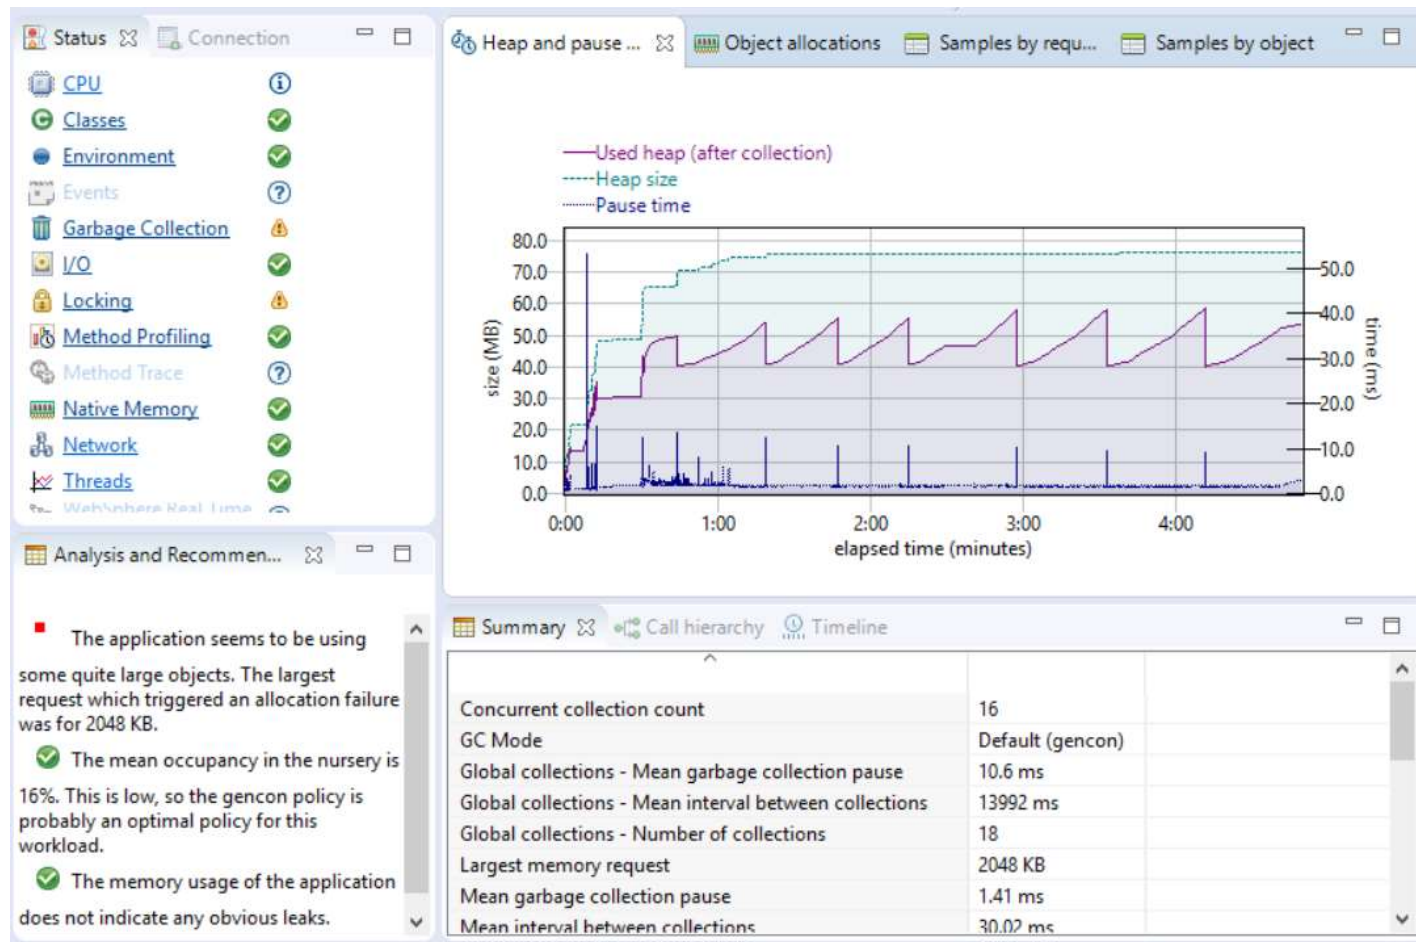 Status
Connection
CPU
Classes
Environment
Events
Garbage Collection
I/O
Locking
Method Profiling
Method Trace
Native Memory
Network
Threads
WebSphere Real Time
Analysis and Recommen...
The application seems to be using
some quite large objects. The largest
request which triggered an allocation failure
was for 2048 KB.
The mean occupancy in the nursery is
16%. This is low, so the gencon policy is
probably an optimal policy for this
workload.
The memory usage of the application
does not indicate any obvious leaks.
Heap and pause ...
Object allocations
Samples by requ...
Samples by object
Used heap (after collection)
Heap size
Pause time
80.0
70.0
60.0
50.0
40.0
30.0
20.0
10.0
0.0
size (MB)
50.0
40.0
30.0
20.0
10.0
0.0
time (ms)
0:00 1:00 2:00 3:00 4:00
elapsed time (minutes)
Summary
Call hierarchy
Timeline
Concurrent collection count 16
GC Mode Default (gencon)
Global collections - Mean garbage collection pause 10.6 ms
Global collections - Mean interval between collections 13992 ms
Global collections - Number of collections 18
Largest memory request 2048 KB
Mean garbage collection pause 1.41 ms
Mean interval between collections 30.02 ms